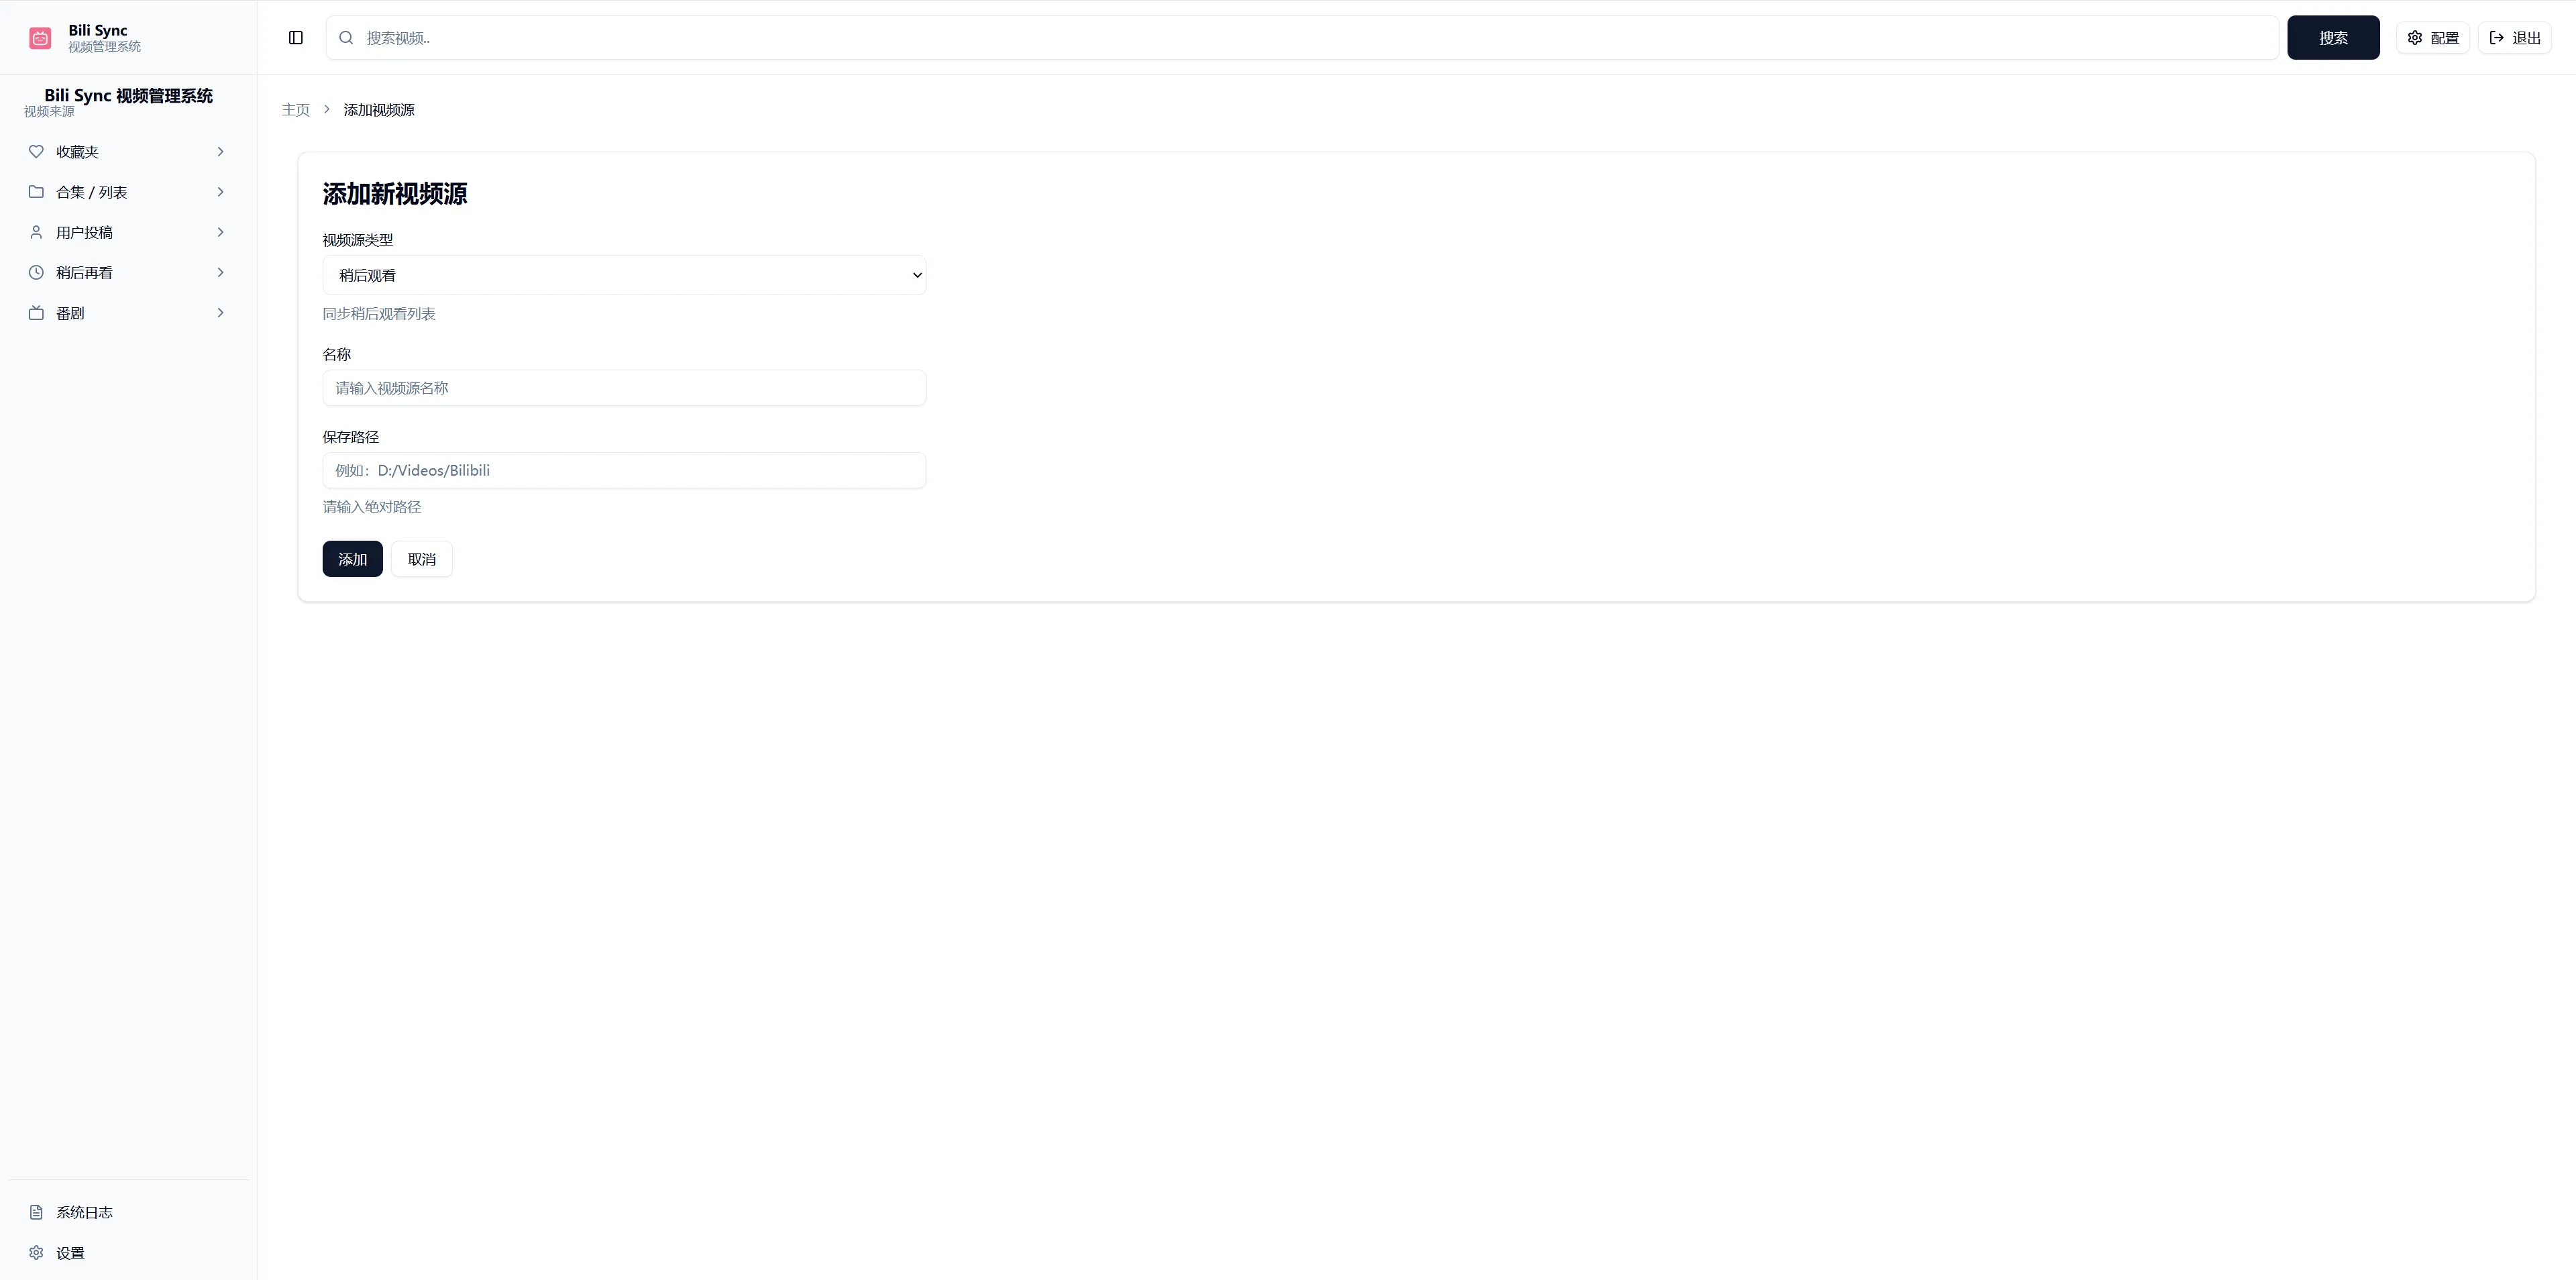 Bili Sync
视频管理系统
搜索视频..
搜索
配置
退出
Bili Sync 视频管理系统
视频来源
收藏夹
合集 / 列表
用户投稿
稍后再看
番剧
主页
添加视频源
添加新视频源
视频源类型
稍后观看
同步稍后观看列表
名称
请输入视频源名称
保存路径
例如：D:/Videos/Bilibili
请输入绝对路径
添加
取消
系统日志
设置